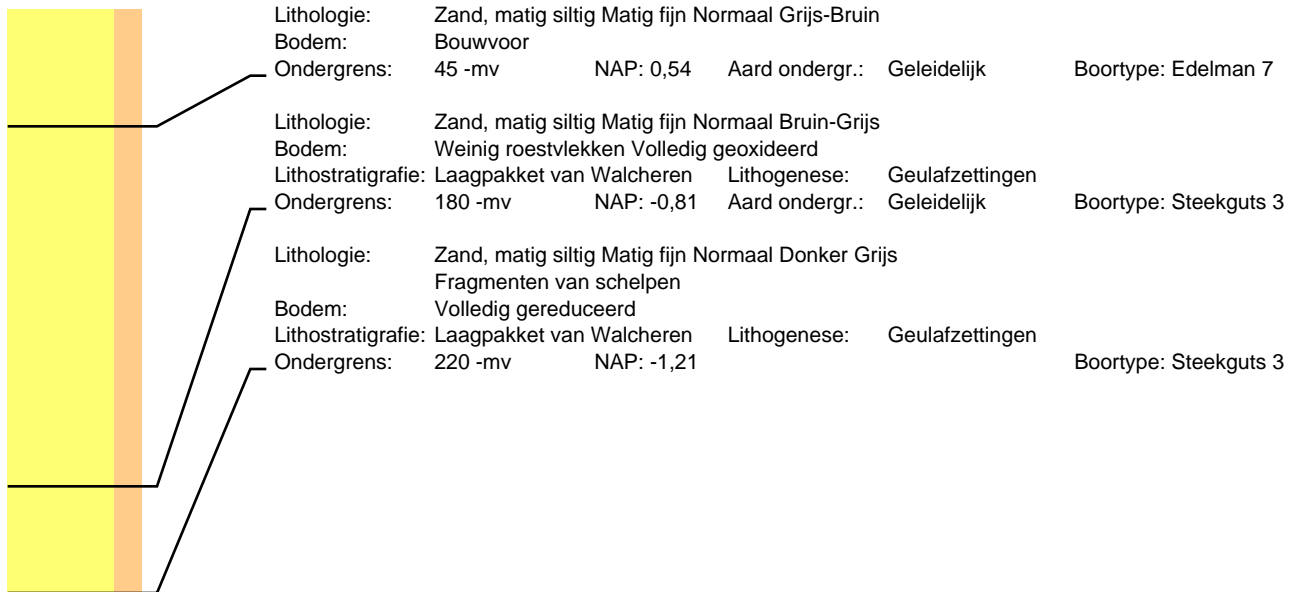 Lithologie: Zand, matig siltig Matig fijn Normaal Grijs-Bruin
Bodem: Bouwvoor
Ondergrens: 45 -mv NAP: 0,54 Aard ondergr.: Geleidelijk Boortype: Edelman 7
Lithologie: Zand, matig siltig Matig fijn Normaal Bruin-Grijs
Bodem: Weinig roestvlekken Volledig geoxideerd
Lithostratigrafie: Laagpakket van Walcheren Lithogenese: Geulafzettingen
Ondergrens: 180 -mv NAP: -0,81 Aard ondergr.: Geleidelijk Boortype: Steekguts 3
Lithologie: Zand, matig siltig Matig fijn Normaal Donker Grijs
Fragmenten van schelpen
Bodem: Volledig gereduceerd
Lithostratigrafie: Laagpakket van Walcheren Lithogenese: Geulafzettingen
Ondergrens: 220 -mv NAP: -1,21 Boortype: Steekguts 3